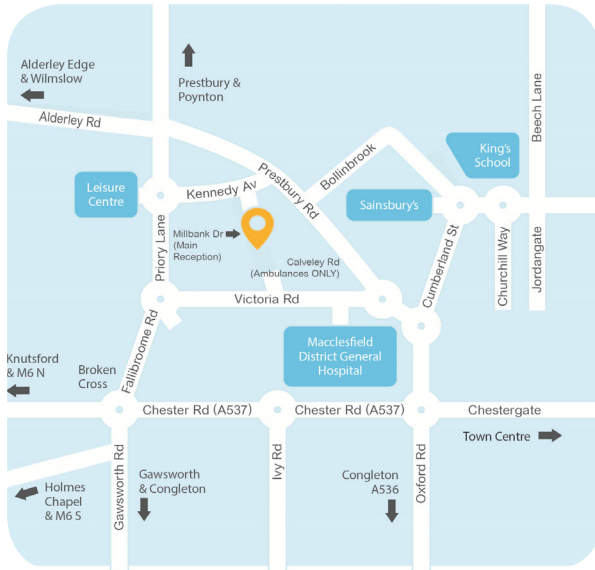 Alderley Edge
& Wilmslow
Prestbury &
Poynton
Alderley Rd
Beech Lane
King's
School
Bollinbrook
Prestbury Rd
Leisure
Centre
Kennedy Av
Sainsbury's
Millbank Dr
(Main
Reception)
Priory Lane
Calveley Rd
(Ambulances ONLY)
Cumberland St
Churchill Way
Jordangate
Victoria Rd
Fallibroome Rd
Macclesfield
District General
Hospital
Knutsford
& M6 N
Broken
Cross
Chester Rd (A537)
Chester Rd (A537)
Chestergate
Town Centre
Gawsworth Rd
Ivy Rd
Oxford Rd
Gawsworth
& Congleton
Congleton
A536
Holmes
Chapel
& M6 S